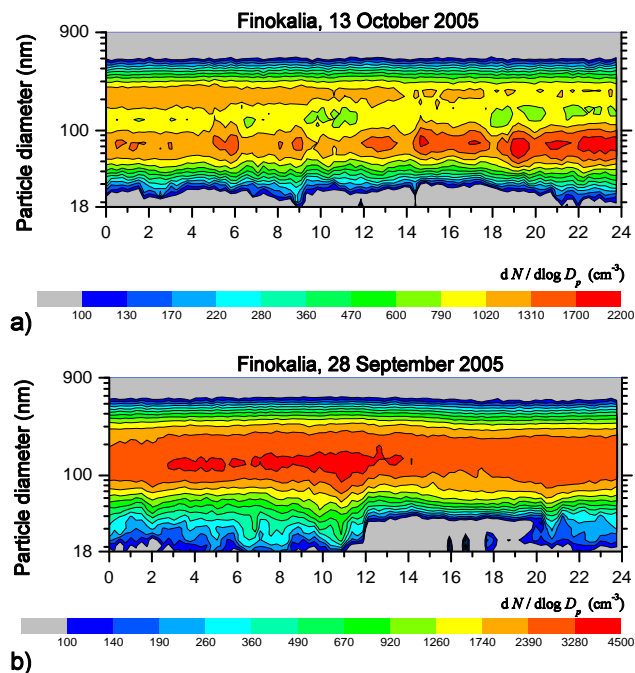 Finokalia, 13 October 2005
900
100
18
Particle diameter (nm)
0 2 4 6 8 10 12 14 16 18 20 22 24
d N / dlog D_p (cm⁻³)
100 130 170 220 280 360 470 600 790 1020 1310 1700 2200
a)
Finokalia, 28 September 2005
900
100
18
Particle diameter (nm)
0 2 4 6 8 10 12 14 16 18 20 22 24
d N / dlog D_p (cm⁻³)
100 140 190 260 360 490 670 920 1260 1740 2390 3280 4500
b)